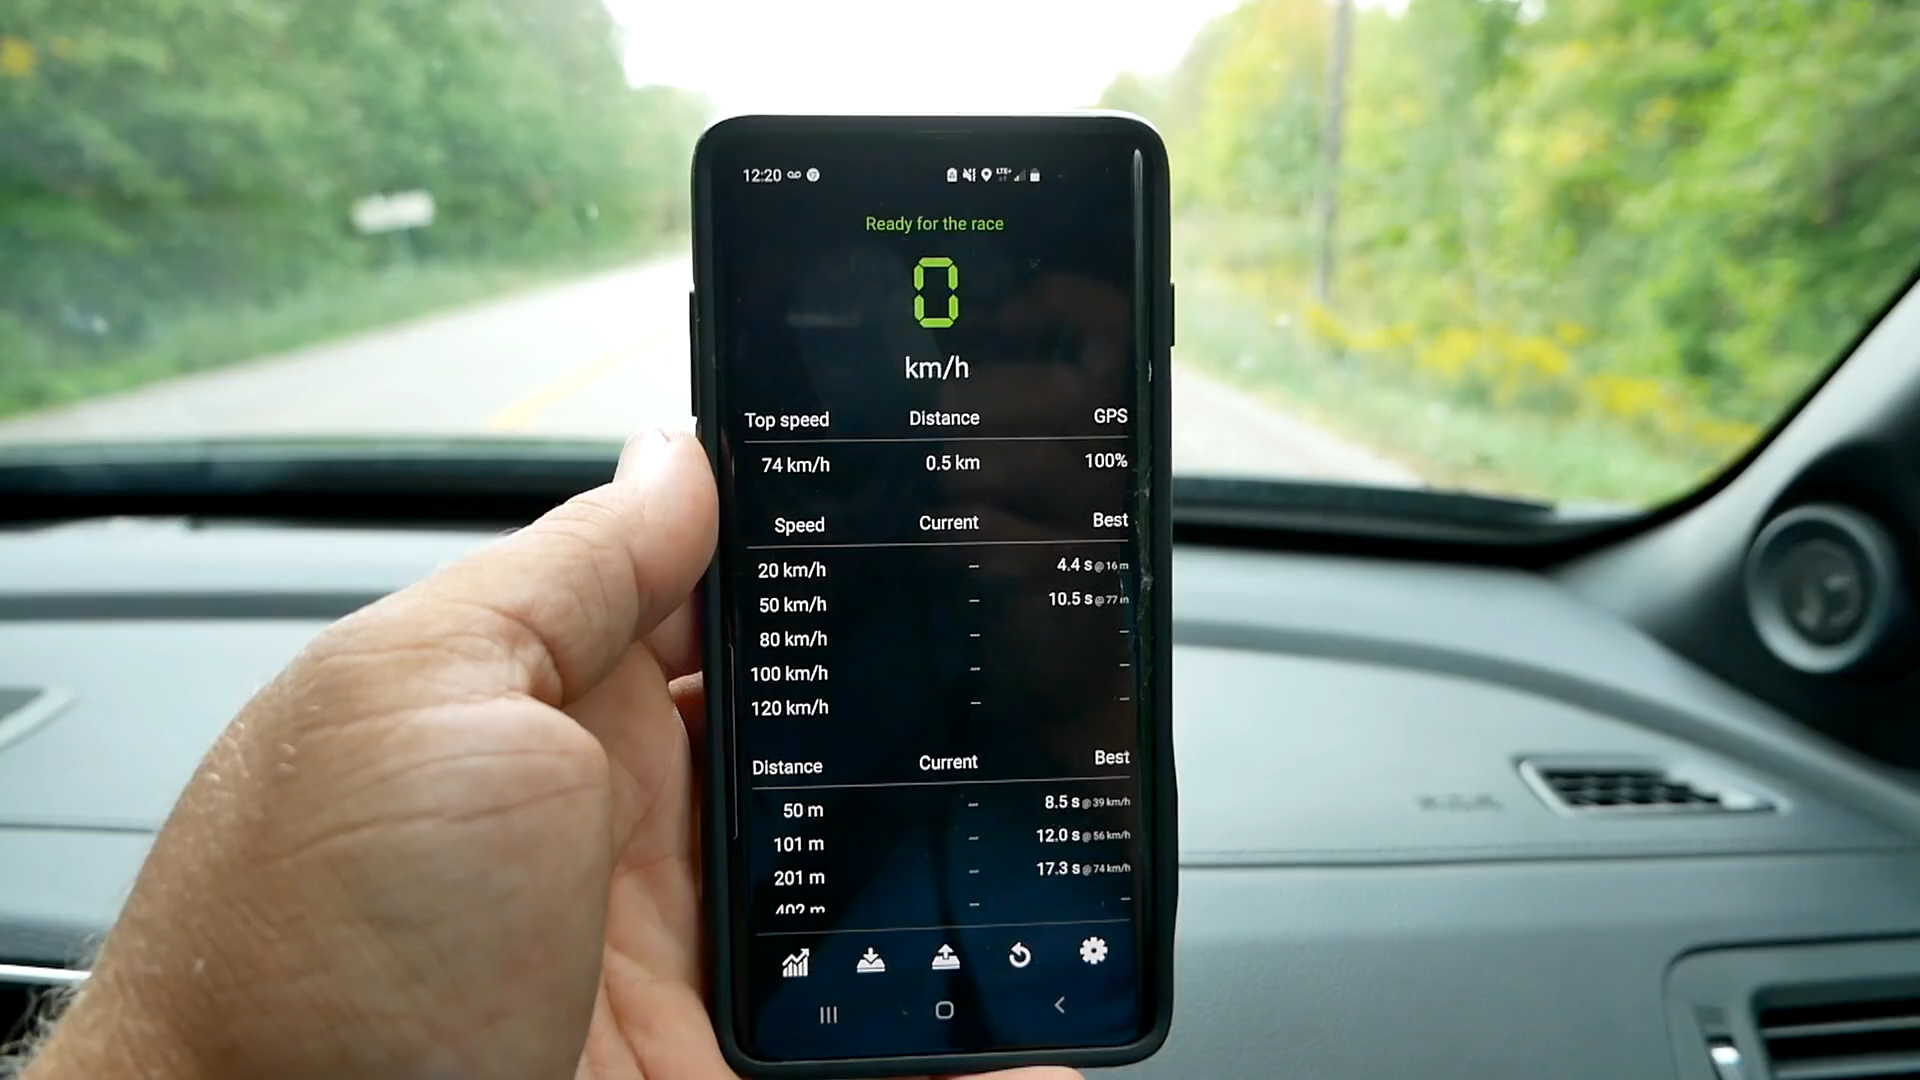 12:20 LTE+
Ready for the race
0
km/h
Top speed Distance GPS
74 km/h 0.5 km 100%
Speed Current Best
20 km/h – 4.4 s @ 16 m
50 km/h – 10.5 s @ 77 m
80 km/h – –
100 km/h – –
120 km/h – –
Distance Current Best
50 m – 8.5 s @ 39 km/h
101 m – 12.0 s @ 56 km/h
201 m – 17.3 s @ 74 km/h
402 m – –